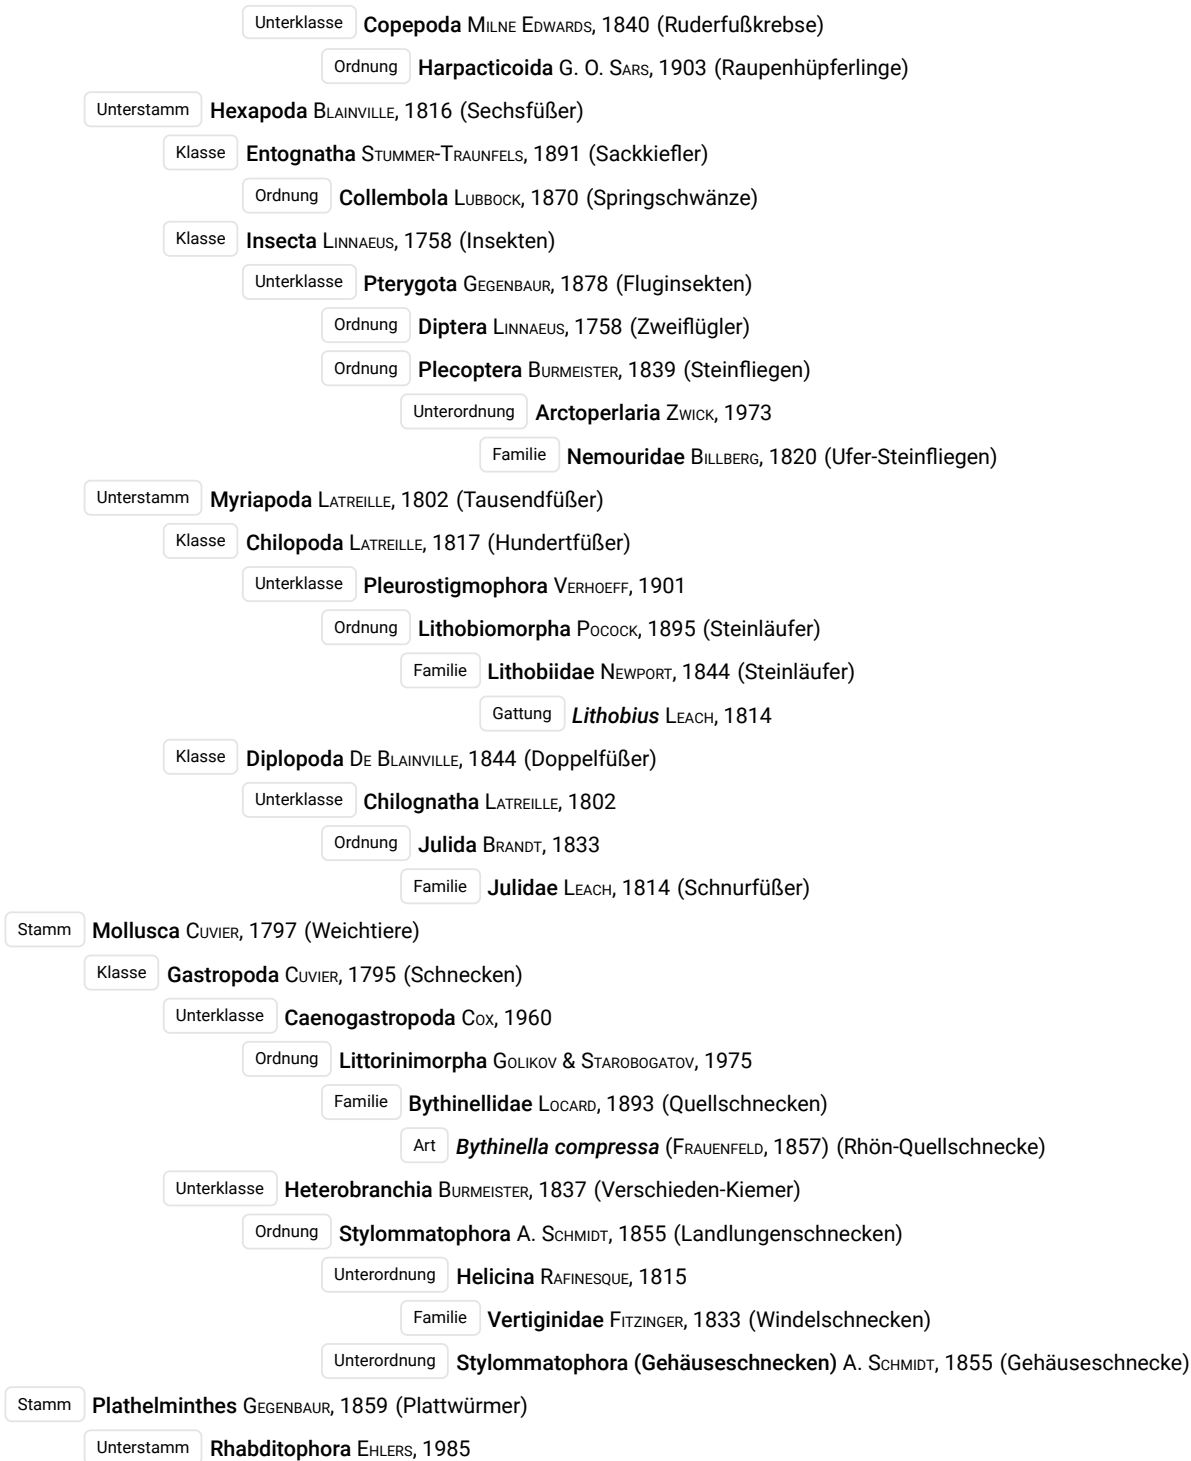 Unterklasse Copepoda Milne Edwards, 1840 (Ruderfußkrebse)
Ordnung Harpacticoida G. O. Sars, 1903 (Raupenhüpferlinge)
Unterstamm Hexapoda Blainville, 1816 (Sechsfüßer)
Klasse Entognatha Stummer-Traunfels, 1891 (Sackkiefler)
Ordnung Collembola Lubbock, 1870 (Springschwänze)
Klasse Insecta Linnaeus, 1758 (Insekten)
Unterklasse Pterygota Gegenbaur, 1878 (Fluginsekten)
Ordnung Diptera Linnaeus, 1758 (Zweiflügler)
Ordnung Plecoptera Burmeister, 1839 (Steinfliegen)
Unterordnung Arctoperlaria Zwick, 1973
Familie Nemouridae Billberg, 1820 (Ufer-Steinfliegen)
Unterstamm Myriapoda Latreille, 1802 (Tausendfüßer)
Klasse Chilopoda Latreille, 1817 (Hundertfüßer)
Unterklasse Pleurostigmophora Verhoeff, 1901
Ordnung Lithobiomorpha Pocock, 1895 (Steinläufer)
Familie Lithobiidae Newport, 1844 (Steinläufer)
Gattung Lithobius Leach, 1814
Klasse Diplopoda De Blainville, 1844 (Doppelfüßer)
Unterklasse Chilognatha Latreille, 1802
Ordnung Julida Brandt, 1833
Familie Julidae Leach, 1814 (Schnurfüßer)
Stamm Mollusca Cuvier, 1797 (Weichtiere)
Klasse Gastropoda Cuvier, 1795 (Schnecken)
Unterklasse Caenogastropoda Cox, 1960
Ordnung Littorinimorpha Golikov & Starobogatov, 1975
Familie Bythinellidae Locard, 1893 (Quellschnecken)
Art Bythinella compressa (Frauenfeld, 1857) (Rhön-Quellschnecke)
Unterklasse Heterobranchia Burmeister, 1837 (Verschieden-Kiemer)
Ordnung Stylommatophora A. Schmidt, 1855 (Landlungenschnecken)
Unterordnung Helicina Rafinesque, 1815
Familie Vertiginidae Fitzinger, 1833 (Windelschnecken)
Unterordnung Stylommatophora (Gehäuseschnecken) A. Schmidt, 1855 (Gehäuseschnecke)
Stamm Plathelminthes Gegenbaur, 1859 (Plattwürmer)
Unterstamm Rhabditophora Ehlers, 1985